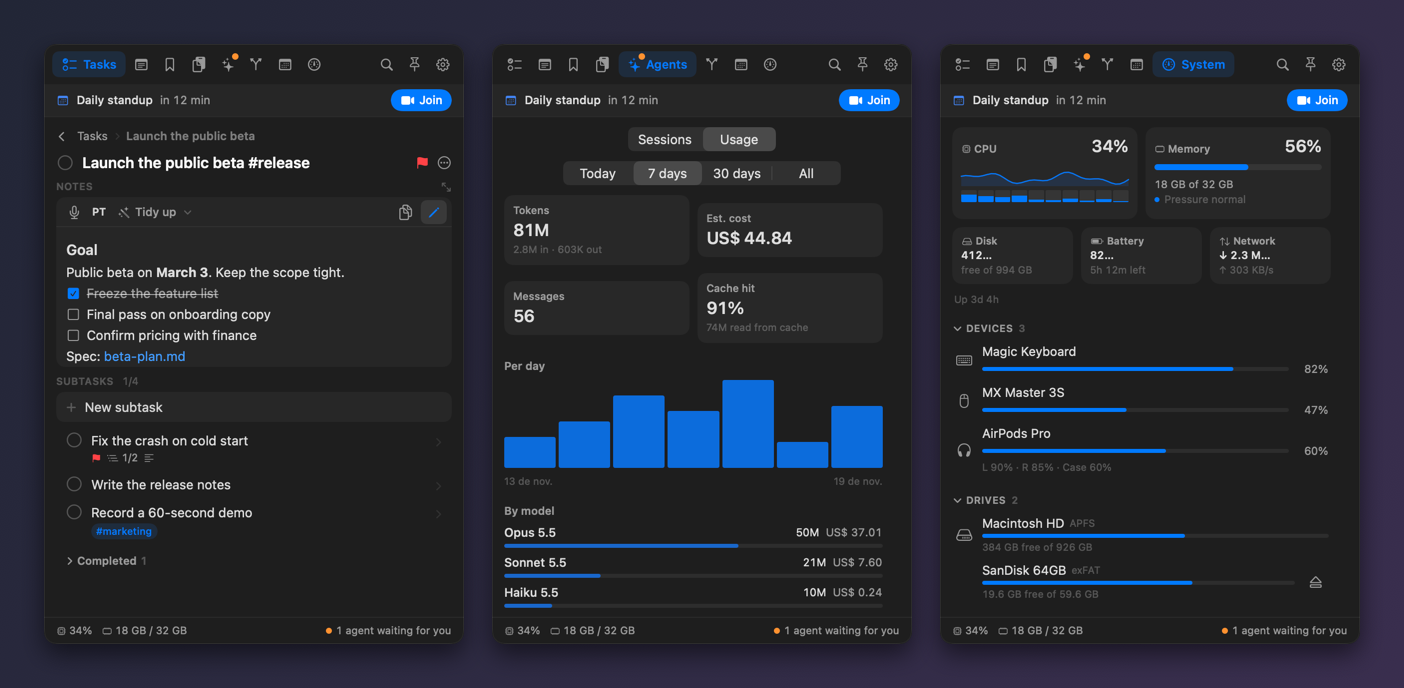 Tasks
Daily standup in 12 min
Join
Tasks Launch the public beta
Launch the public beta #release
NOTES
PT Tidy up
Goal
Public beta on March 3. Keep the scope tight.
Freeze the feature list
Final pass on onboarding copy
Confirm pricing with finance
Spec: beta-plan.md
SUBTASKS 1/4
New subtask
Fix the crash on cold start
1/2
Write the release notes
Record a 60-second demo
#marketing
Completed 1
34% 18 GB / 32 GB 1 agent waiting for you
Agents
Daily standup in 12 min
Join
Sessions Usage
Today 7 days 30 days All
Tokens
81M
2.8M in · 603K out
Est. cost
US$ 44.84
Messages
56
Cache hit
91%
74M read from cache
Per day
13 de nov. 19 de nov.
By model
Opus 5.5 50M US$ 37.01
Sonnet 5.5 21M US$ 7.60
Haiku 5.5 10M US$ 0.24
34% 18 GB / 32 GB 1 agent waiting for you
System
Daily standup in 12 min
Join
CPU 34%
Memory 56%
18 GB of 32 GB
Pressure normal
Disk
412...
free of 994 GB
Battery
82...
5h 12m left
Network
↓ 2.3 M...
↑ 303 KB/s
Up 3d 4h
DEVICES 3
Magic Keyboard
82%
MX Master 3S
47%
AirPods Pro
60%
L 90% · R 85% · Case 60%
DRIVES 2
Macintosh HD APFS
384 GB free of 926 GB
SanDisk 64GB exFAT
19.6 GB free of 59.6 GB
34% 18 GB / 32 GB 1 agent waiting for you